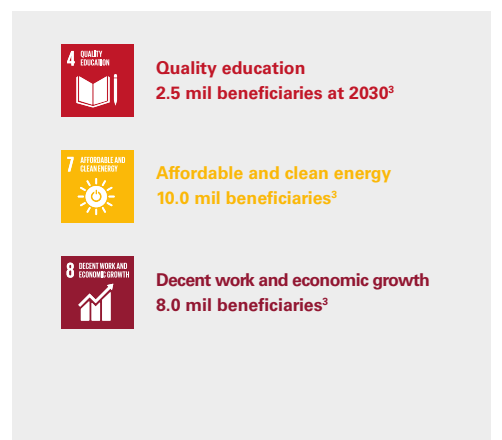 4 QUALITY
EDUCATION
Quality education
2.5 mil beneficiaries at 2030³
7 AFFORDABLE AND
CLEAN ENERGY
Affordable and clean energy
10.0 mil beneficiaries³
8 DECENT WORK AND
ECONOMIC GROWTH
Decent work and economic growth
8.0 mil beneficiaries³